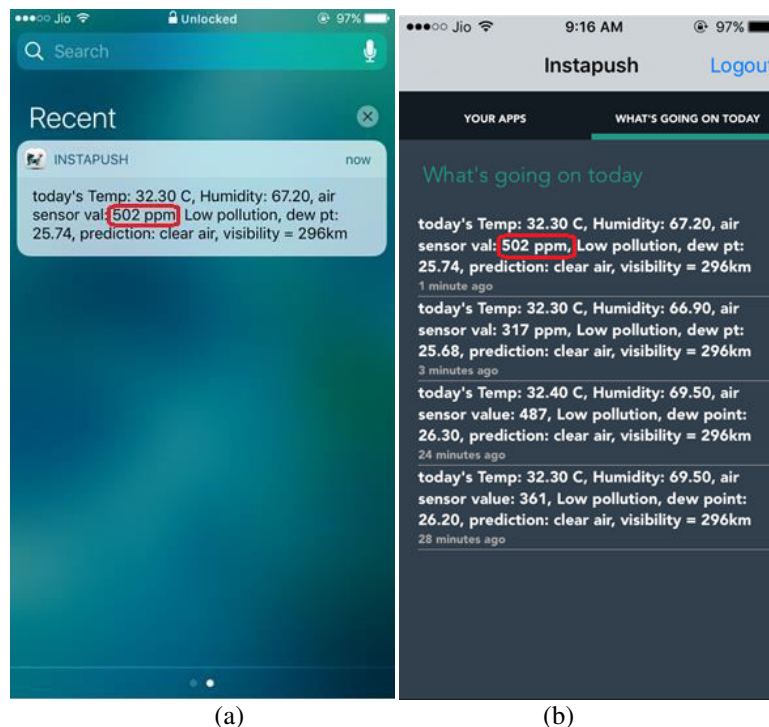 Jio
Unlocked
97%
Search
Recent
INSTAPUSH
now
today's Temp: 32.30 C, Humidity: 67.20, air
sensor val: 502 ppm, Low pollution, dew pt:
25.74, prediction: clear air, visibility = 296km
(a)
Jio
9:16 AM
97%
Instapush
Logout
YOUR APPS
WHAT'S GOING ON TODAY
What's going on today
today's Temp: 32.30 C, Humidity: 67.20, air
sensor val: 502 ppm, Low pollution, dew pt:
25.74, prediction: clear air, visibility = 296km
1 minute ago
today's Temp: 32.30 C, Humidity: 66.90, air
sensor val: 317 ppm, Low pollution, dew pt:
25.68, prediction: clear air, visibility = 296km
3 minutes ago
today's Temp: 32.40 C, Humidity: 69.50, air
sensor value: 487, Low pollution, dew point:
26.30, prediction: clear air, visibility = 296km
24 minutes ago
today's Temp: 32.30 C, Humidity: 69.50, air
sensor value: 361, Low pollution, dew point:
26.20, prediction: clear air, visibility = 296km
28 minutes ago
(b)